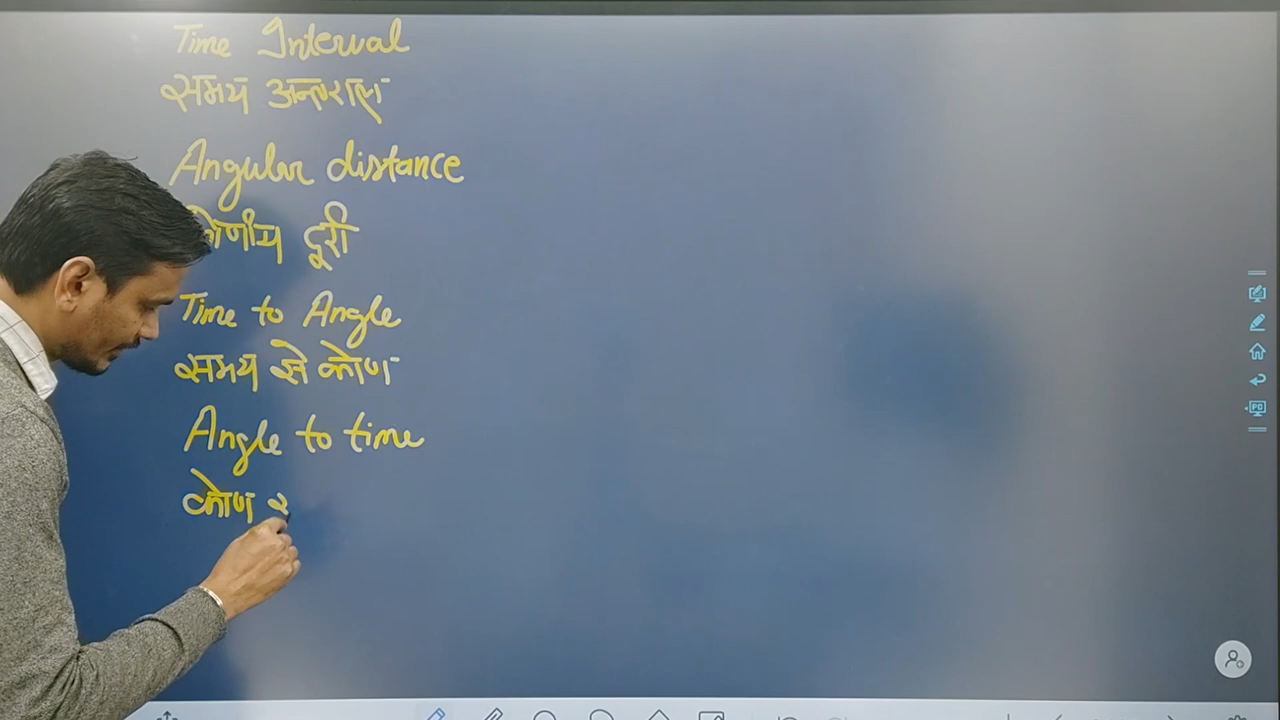 Time Interval
समय अन्तराल
Angular distance
कोणीय दूरी
Time to Angle
समय से कोण
Angle to time
कोण स